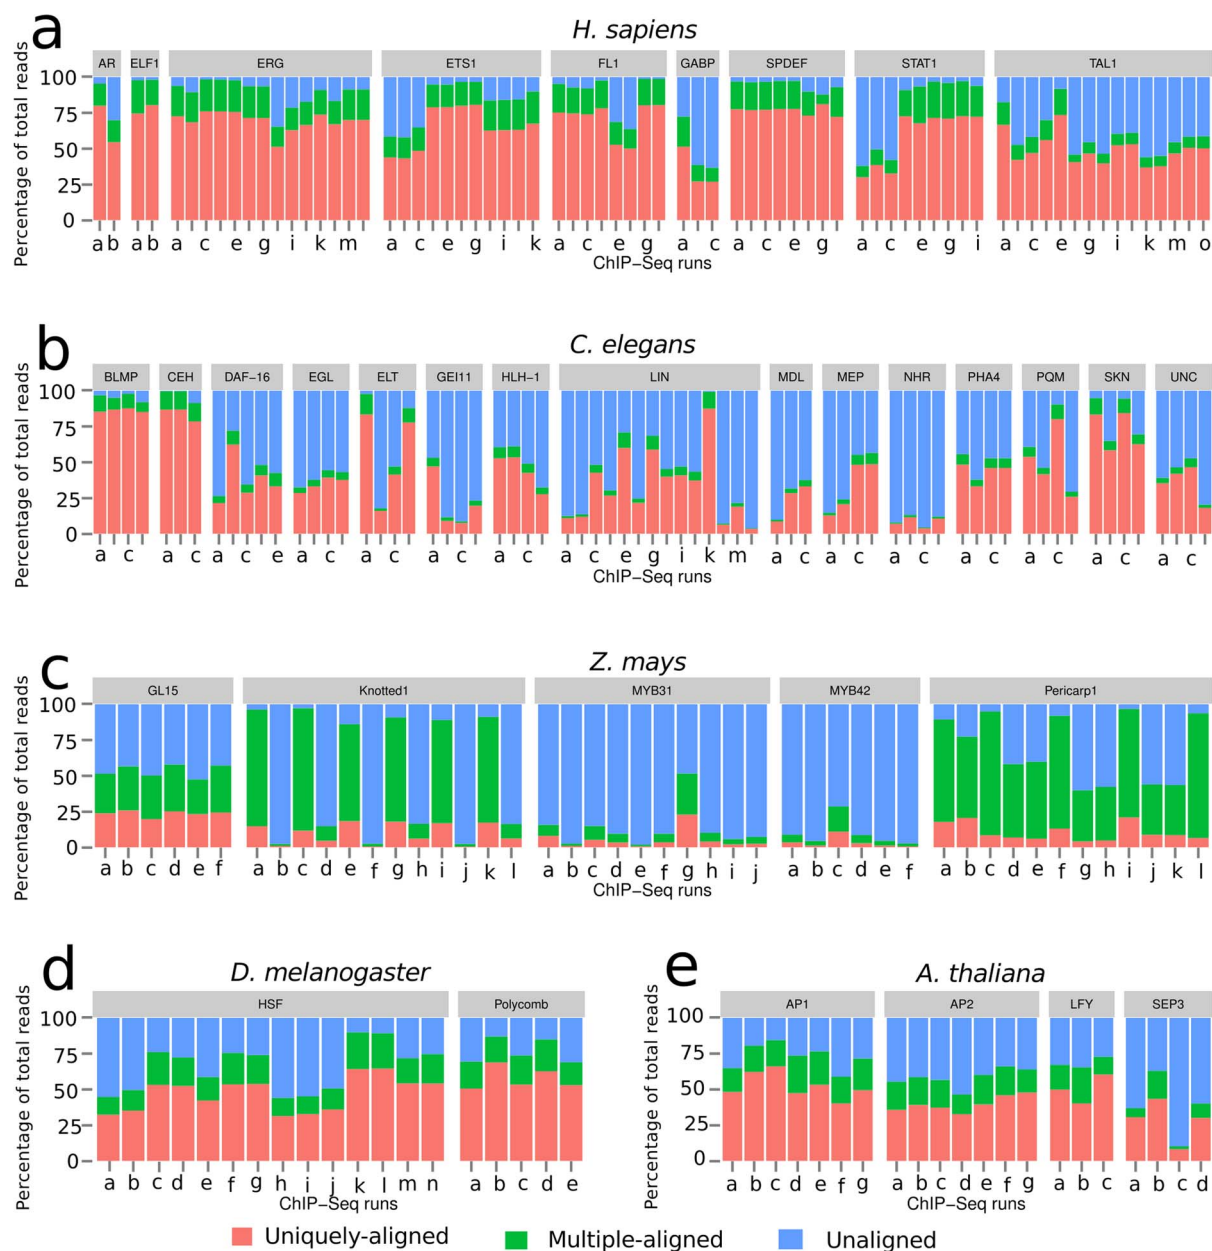 a
H. sapiens
AR ELF1 ERG ETS1 FL1 GABP SPDEF STAT1 TAL1
Percentage of total reads
100
75
50
25
0
a b a b a c e g i k m a c e g i k a c e g a c a c e g a c e g i a c e g i k m o
ChIP−Seq runs
b
C. elegans
BLMP CEH DAF−16 EGL ELT GEI11 HLH−1 LIN MDL MEP NHR PHA4 PQM SKN UNC
Percentage of total reads
100
75
50
25
0
a c a c a c e a c a c a c a c a c e g i k m a c a c a c a c a c a c a c
ChIP−Seq runs
c
Z. mays
GL15 Knotted1 MYB31 MYB42 Pericarp1
Percentage of total reads
100
75
50
25
0
a b c d e f a b c d e f g h i j k l a b c d e f g h i j a b c d e f a b c d e f g h i j k l
ChIP−Seq runs
d
D. melanogaster
HSF Polycomb
Percentage of total reads
100
75
50
25
0
a b c d e f g h i j k l m n a b c d e
ChIP−Seq runs
e
A. thaliana
AP1 AP2 LFY SEP3
Percentage of total reads
100
75
50
25
0
a b c d e f g a b c d e f g a b c a b c d
ChIP−Seq runs
Uniquely-aligned Multiple-aligned Unaligned